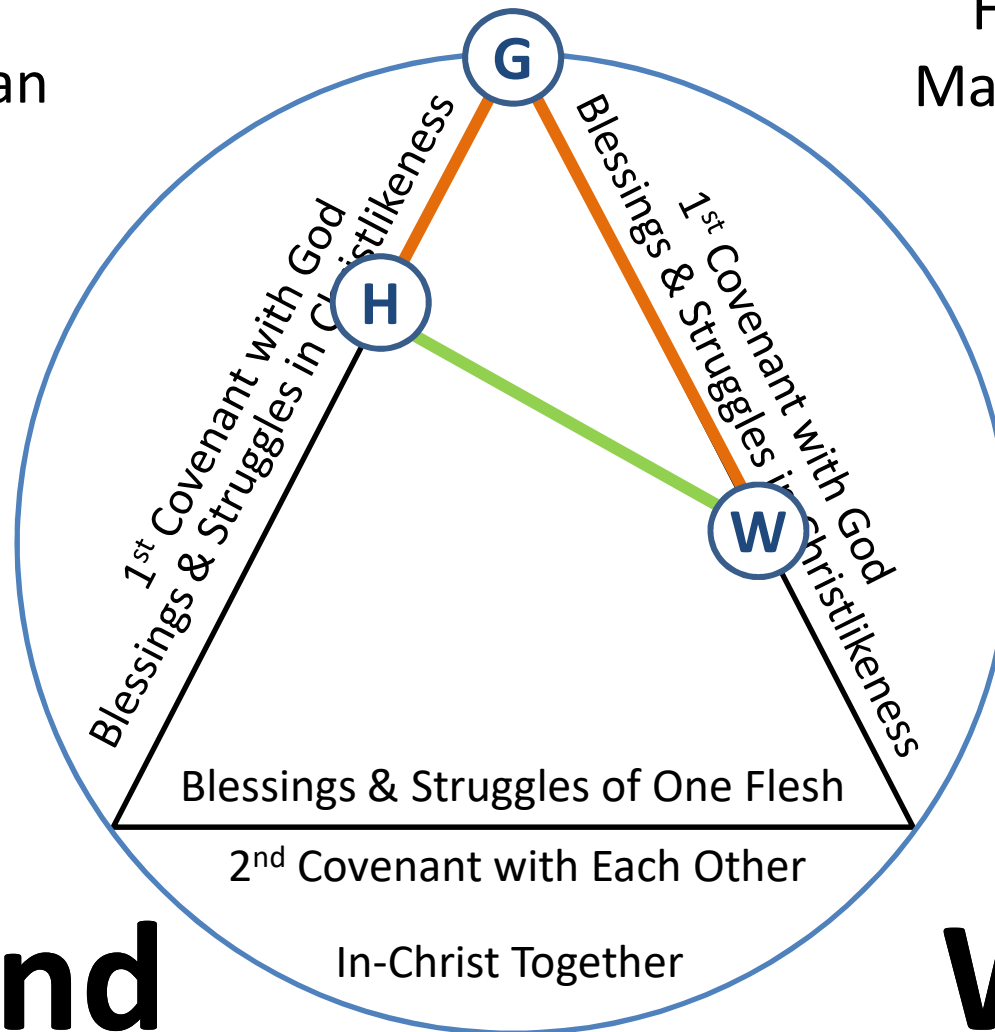 an
Ma
G
1st Covenant with God
Blessings & Struggles in Christlikeness
Blessings & Struggles in Christlikeness
1st Covenant with God
H
W
Blessings & Struggles of One Flesh
2nd Covenant with Each Other
In-Christ Together
nd